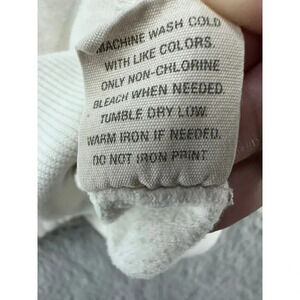 MACHINE WASH COLD
WITH LIKE COLORS.
ONLY NON-CHLORINE
BLEACH WHEN NEEDED.
TUMBLE DRY LOW.
WARM IRON IF NEEDED.
DO NOT IRON PRINT.